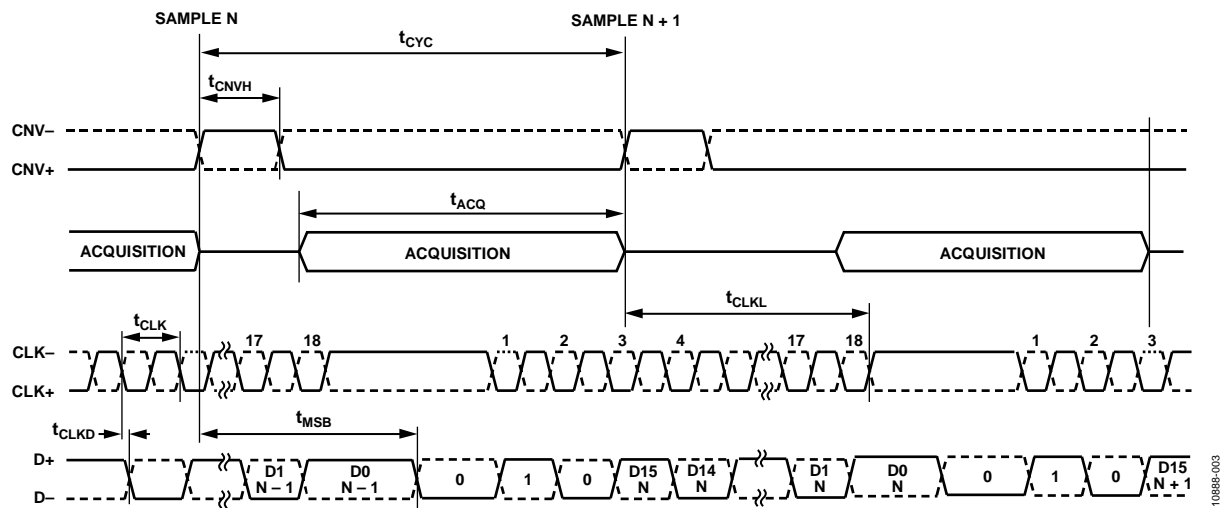 SAMPLE N
SAMPLE N + 1
tCYC
tCNVH
CNV–
CNV+
tACQ
ACQUISITION
ACQUISITION
ACQUISITION
tCLKL
tCLK
17 18 1 2 3 4 17 18 1 2 3
CLK–
CLK+
tCLKD
tMSB
D+
D–
D1 N – 1
D0 N – 1
0
1
0
D15 N
D14 N
D1 N
D0 N
0
1
0
D15 N + 1
10888-003